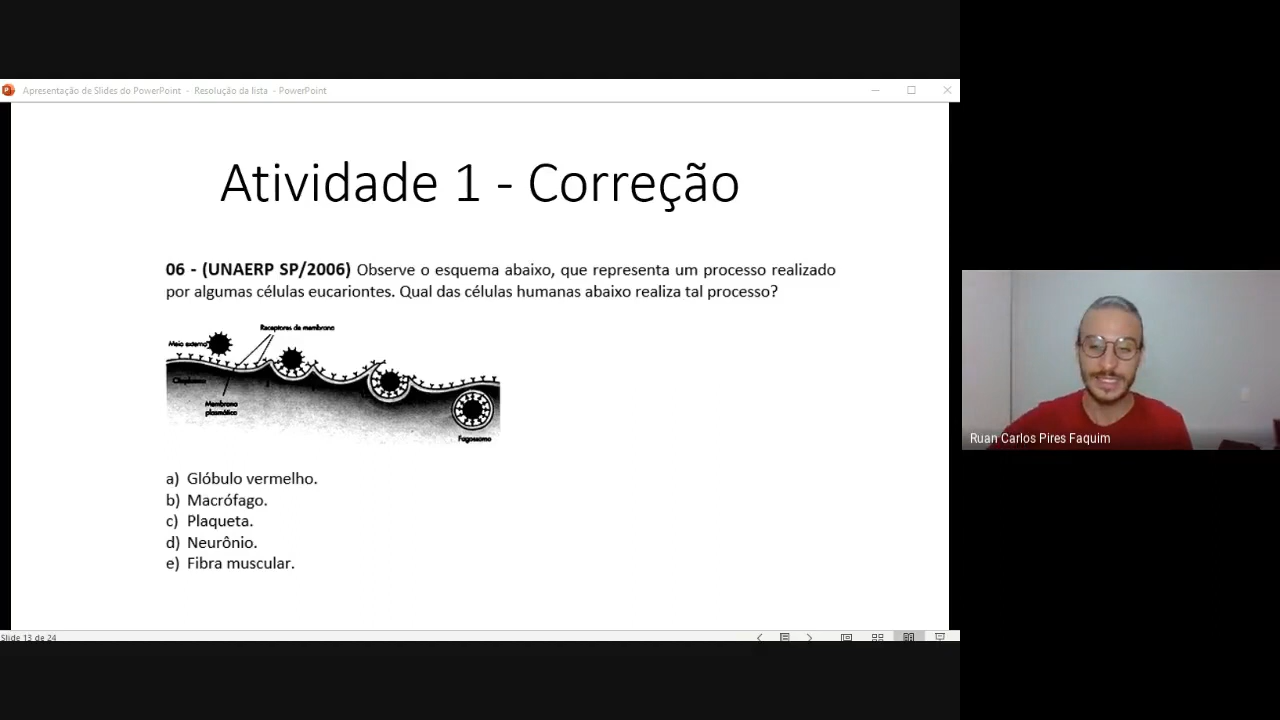 Apresentação de Slides do PowerPoint - Resolução da lista - PowerPoint
Atividade 1 - Correção
06 - (UNAERP SP/2006) Observe o esquema abaixo, que representa um processo realizado
por algumas células eucariontes. Qual das células humanas abaixo realiza tal processo?
Receptores de membrana
Meio externo
Citoplasma
Membrana
plasmática
Fagossomo
a) Glóbulo vermelho.
b) Macrófago.
c) Plaqueta.
d) Neurônio.
e) Fibra muscular.
Slide 13 de 24
Ruan Carlos Pires Faquim